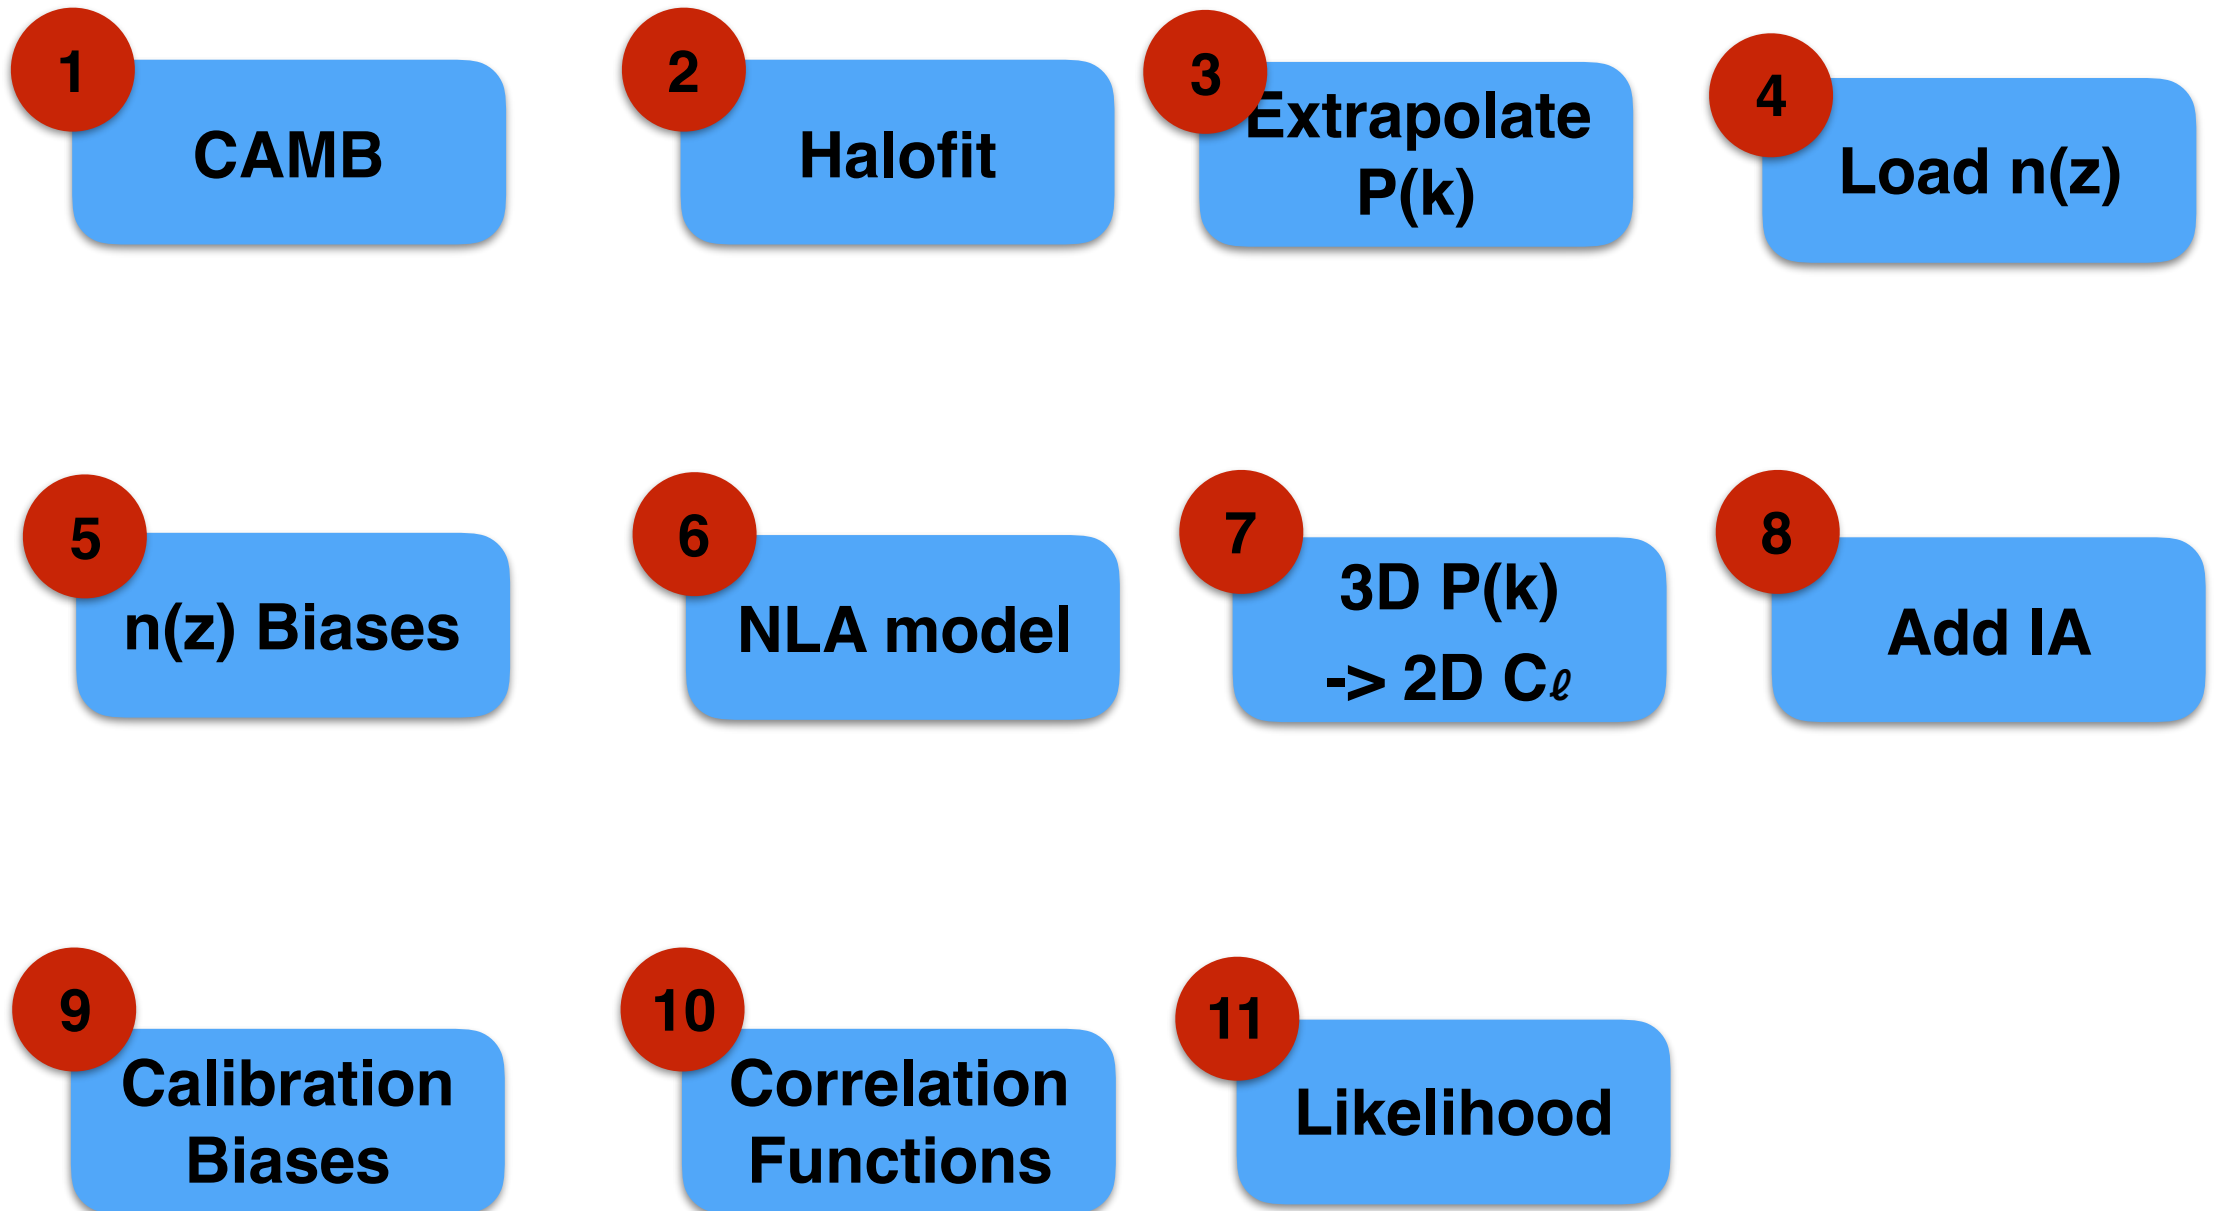 1
CAMB
2
Halofit
3
Extrapolate
P(k)
4
Load n(z)
5
n(z) Biases
6
NLA model
7
3D P(k)
-> 2D Cℓ
8
Add IA
9
Calibration
Biases
10
Correlation
Functions
11
Likelihood